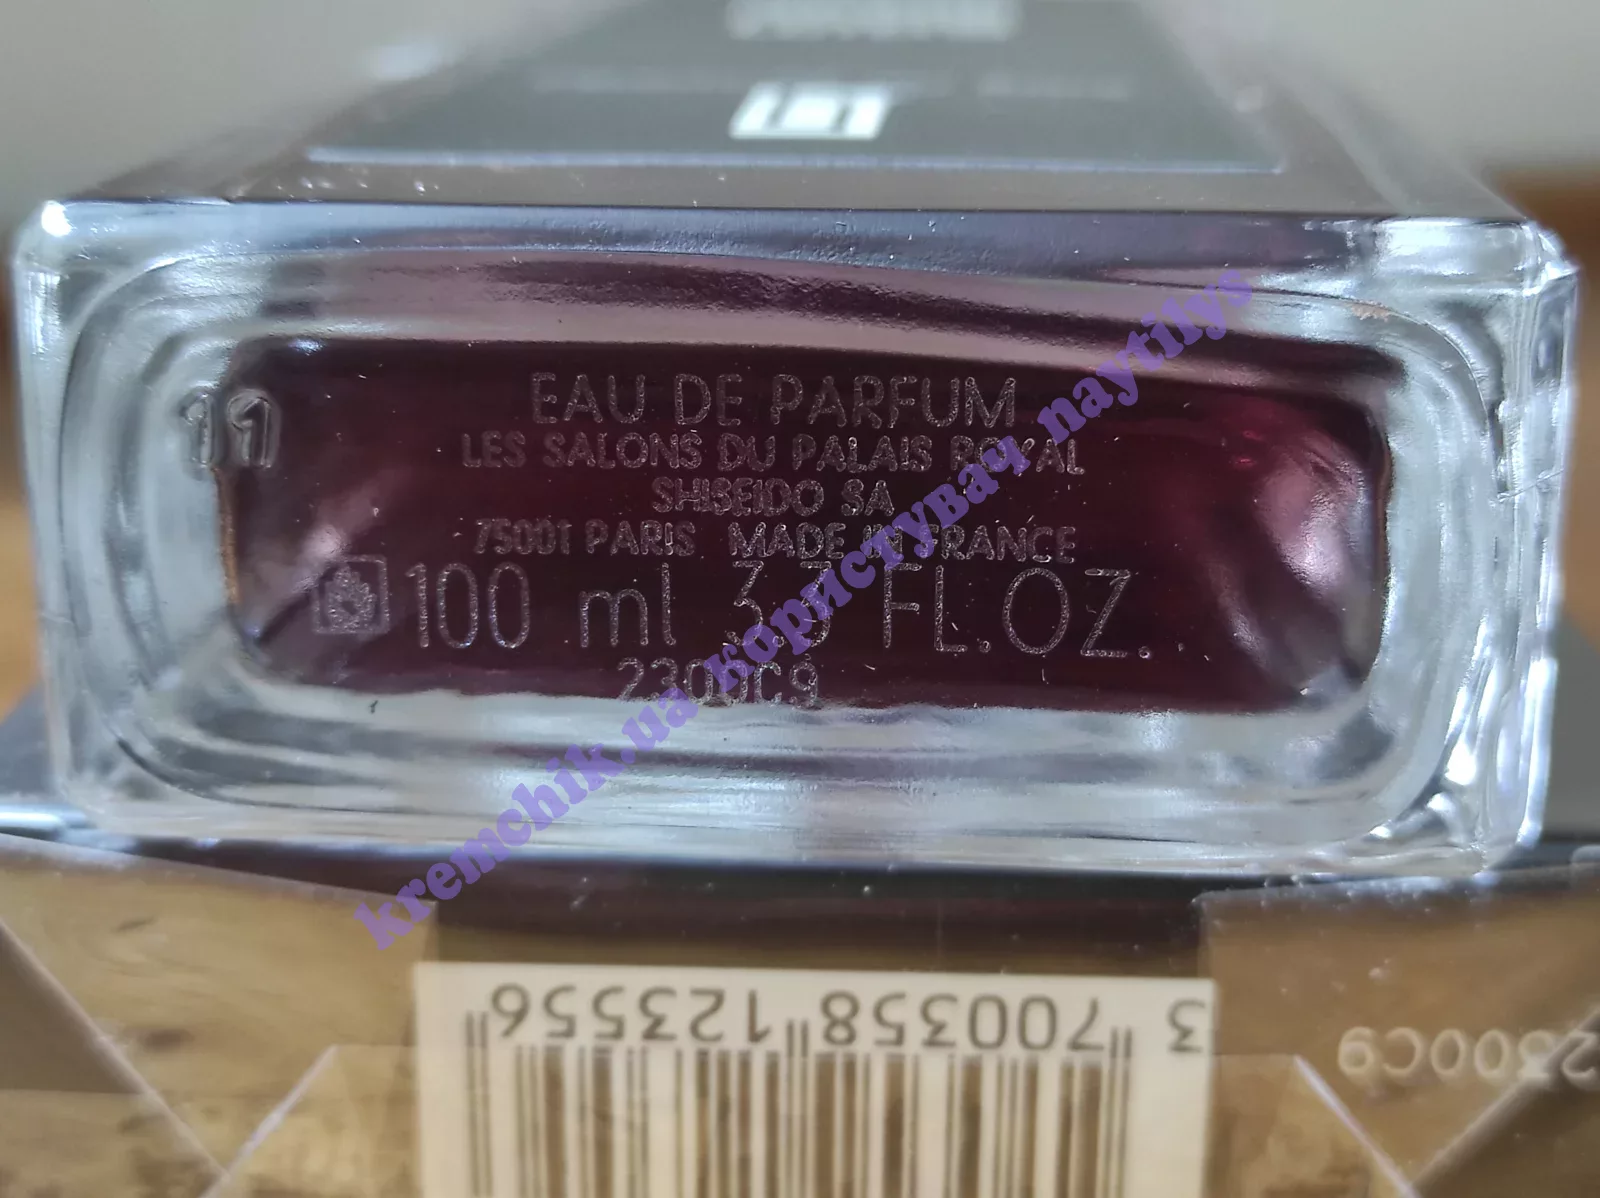 11
EAU DE PARFUM
LES SALONS DU PALAIS ROYAL
SHISEIDO SA
75001 PARIS MADE IN FRANCE
100 ml 3.3 FL.OZ.
2300C9
kremchik.ua користувач naytilys
3 700358 123556
2300C9